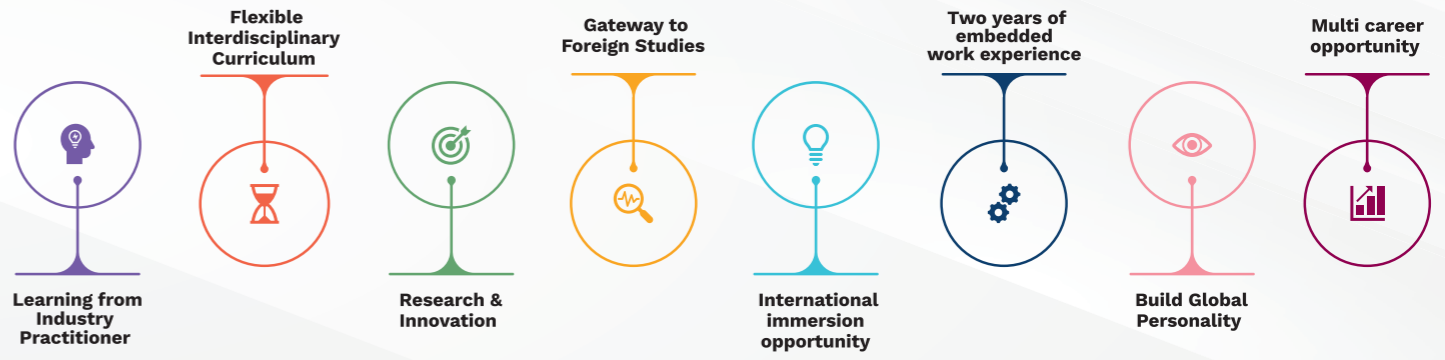 Learning from
Industry
Practitioner
Flexible
Interdisciplinary
Curriculum
Research &
Innovation
Gateway to
Foreign Studies
International
immersion
opportunity
Two years of
embedded
work experience
Build Global
Personality
Multi career
opportunity